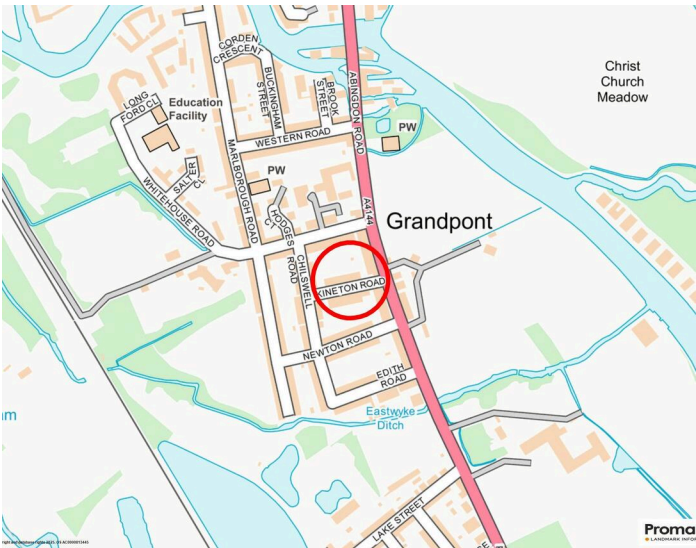 Christ
Church
Meadow
GORDEN
CRESCENT
BUCKINGHAM
STREET
BROOK
STREET
ABINGDON ROAD
LONG
FORD CL
Education
Facility
WESTERN ROAD
PW
MARLBOROUGH ROAD
PW
SALTER
CL
WHITEHOUSE ROAD
A4144
Grandpont
HODGES
CT
CHILSWELL
ROAD
KINETON ROAD
NEWTON ROAD
EDITH
ROAD
Eastwyke
Ditch
am
LAKE STREET
Proma
LANDMARK INFOR